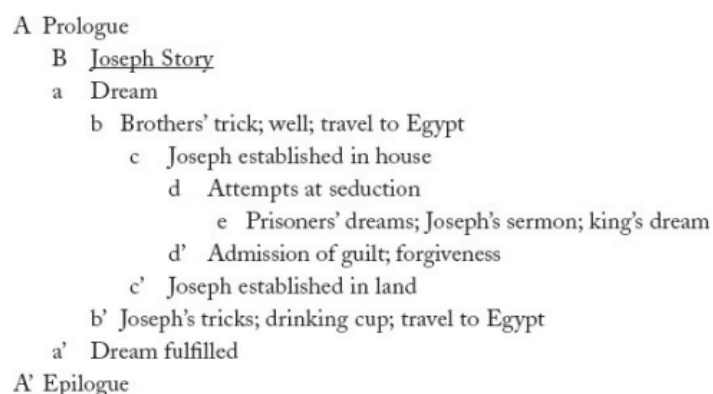 A Prologue
B Joseph Story
a Dream
b Brothers’ trick; well; travel to Egypt
c Joseph established in house
d Attempts at seduction
e Prisoners’ dreams; Joseph’s sermon; king’s dream
d’ Admission of guilt; forgiveness
c’ Joseph established in land
b’ Joseph’s tricks; drinking cup; travel to Egypt
a’ Dream fulfilled
A’ Epilogue